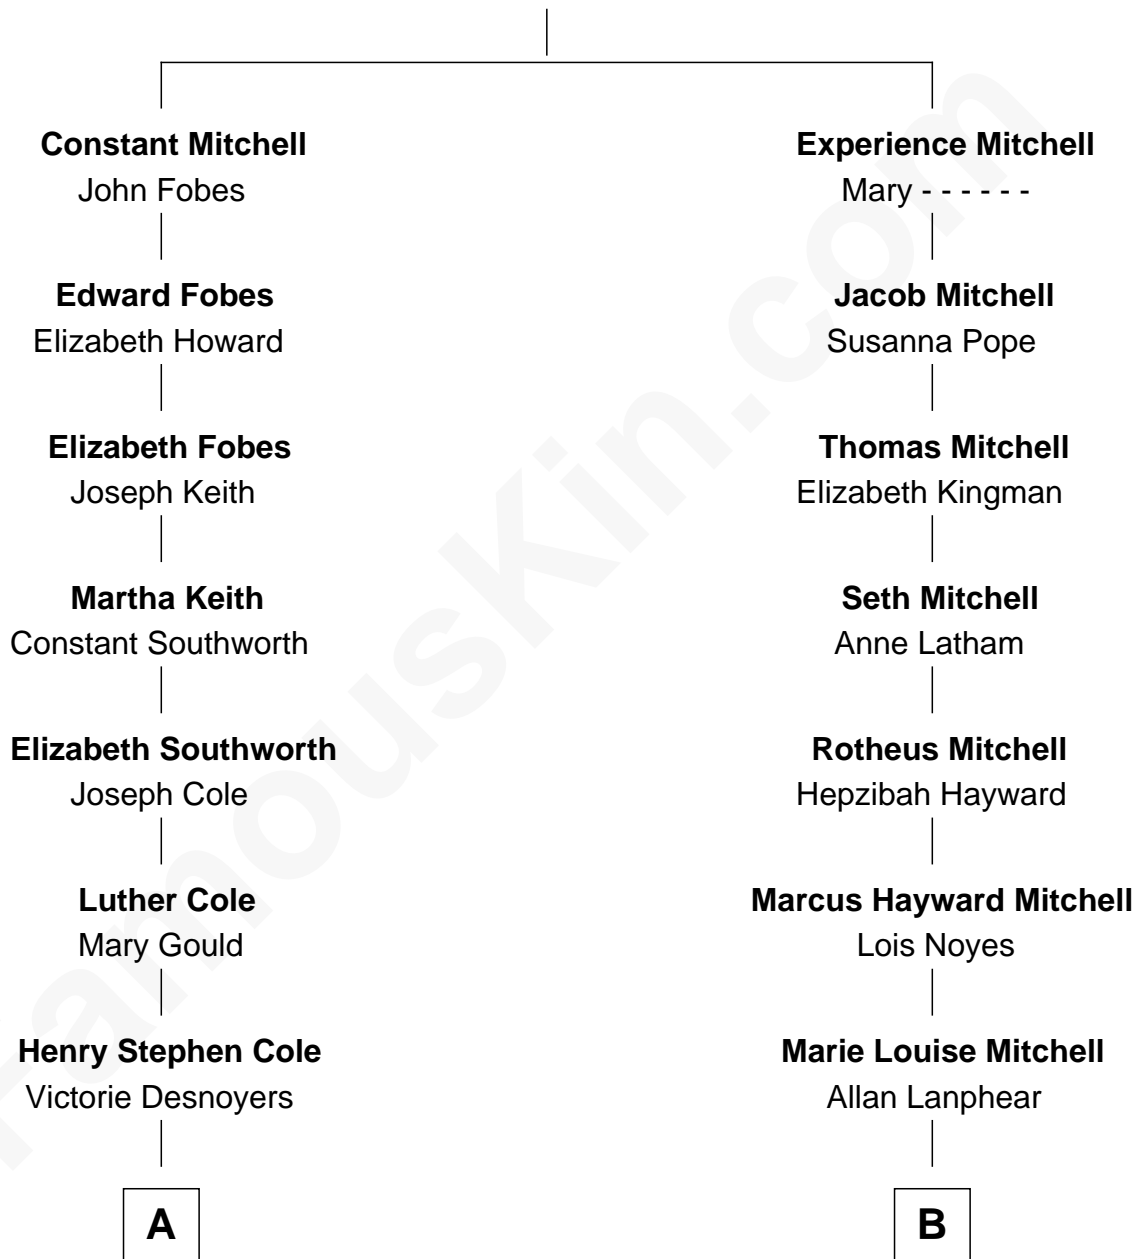 Constant Mitchell
John Fobes
Edward Fobes
Elizabeth Howard
Elizabeth Fobes
Joseph Keith
Martha Keith
Constant Southworth
Elizabeth Southworth
Joseph Cole
Luther Cole
Mary Gould
Henry Stephen Cole
Victorie Desnoyers
A
Experience Mitchell
Mary - - - - - -
Jacob Mitchell
Susanna Pope
Thomas Mitchell
Elizabeth Kingman
Seth Mitchell
Anne Latham
Rotheus Mitchell
Hepzibah Hayward
Marcus Hayward Mitchell
Lois Noyes
Marie Louise Mitchell
Allan Lanphear
B
FamousKin.com